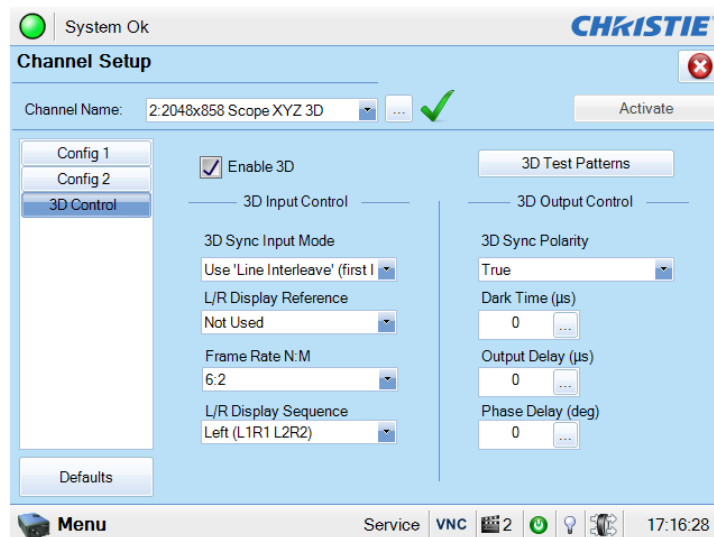 System Ok
CHRISTIE
Channel Setup
Channel Name:
2:2048x858 Scope XYZ 3D
...
Activate
Config 1
Config 2
3D Control
Defaults
Enable 3D
3D Test Patterns
3D Input Control
3D Sync Input Mode
Use 'Line Interleave' (first l
L/R Display Reference
Not Used
Frame Rate N:M
6:2
L/R Display Sequence
Left (L1R1 L2R2)
3D Output Control
3D Sync Polarity
True
Dark Time (µs)
0 ...
Output Delay (µs)
0 ...
Phase Delay (deg)
0 ...
Menu
Service VNC 2 17:16:28